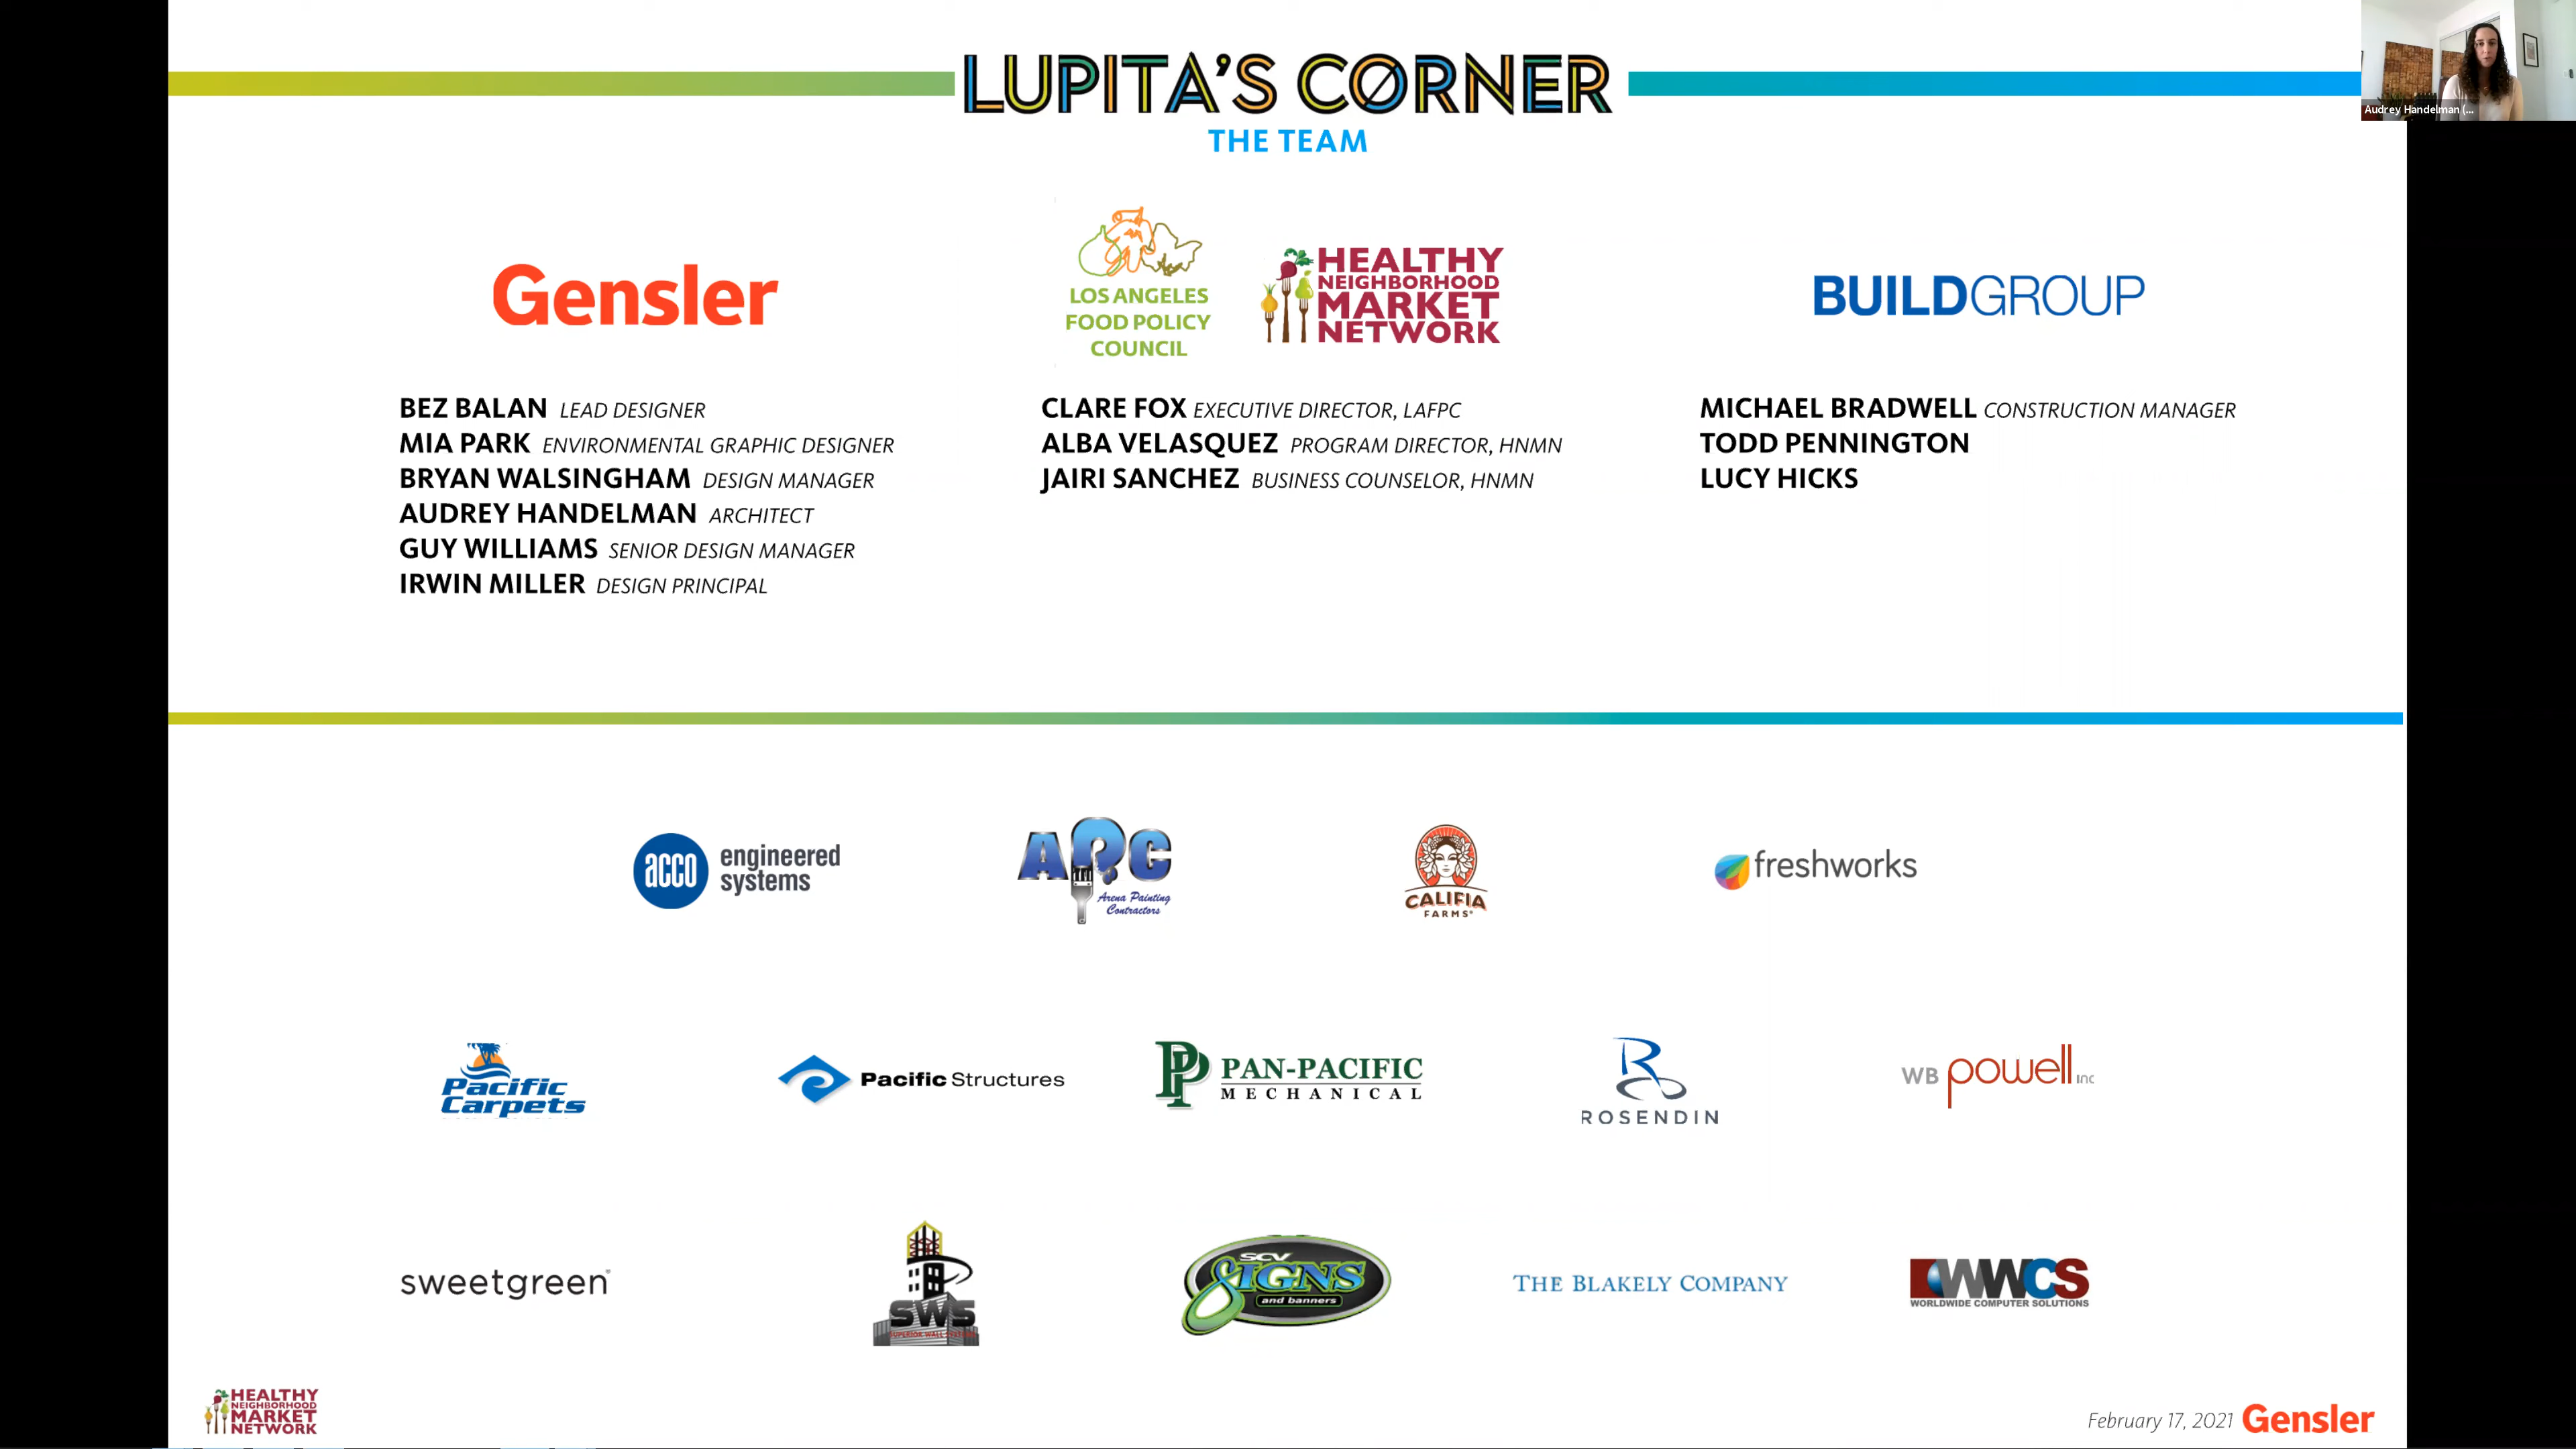 LUPITA'S CORNER
THE TEAM
Audrey Handelman (...
Gensler
LOS ANGELES
FOOD POLICY
COUNCIL
HEALTHY
NEIGHBORHOOD
MARKET
NETWORK
BUILDGROUP
BEZ BALAN LEAD DESIGNER
MIA PARK ENVIRONMENTAL GRAPHIC DESIGNER
BRYAN WALSINGHAM DESIGN MANAGER
AUDREY HANDELMAN ARCHITECT
GUY WILLIAMS SENIOR DESIGN MANAGER
IRWIN MILLER DESIGN PRINCIPAL
CLARE FOX EXECUTIVE DIRECTOR, LAFPC
ALBA VELASQUEZ PROGRAM DIRECTOR, HNMN
JAIRI SANCHEZ BUSINESS COUNSELOR, HNMN
MICHAEL BRADWELL CONSTRUCTION MANAGER
TODD PENNINGTON
LUCY HICKS
acco engineered
systems
APC
Arena Painting
Contractors
CALIFIA
FARMS®
freshworks
Pacific
Carpets
Pacific Structures
PP PAN-PACIFIC
MECHANICAL
R
ROSENDIN
WB powell INC
sweetgreen®
SWS
SUPERIOR WALL SYSTEMS
SCV
SIGNS
and banners
THE BLAKELY COMPANY
WWCS
WORLDWIDE COMPUTER SOLUTIONS
HEALTHY
NEIGHBORHOOD
MARKET
NETWORK
February 17, 2021 Gensler